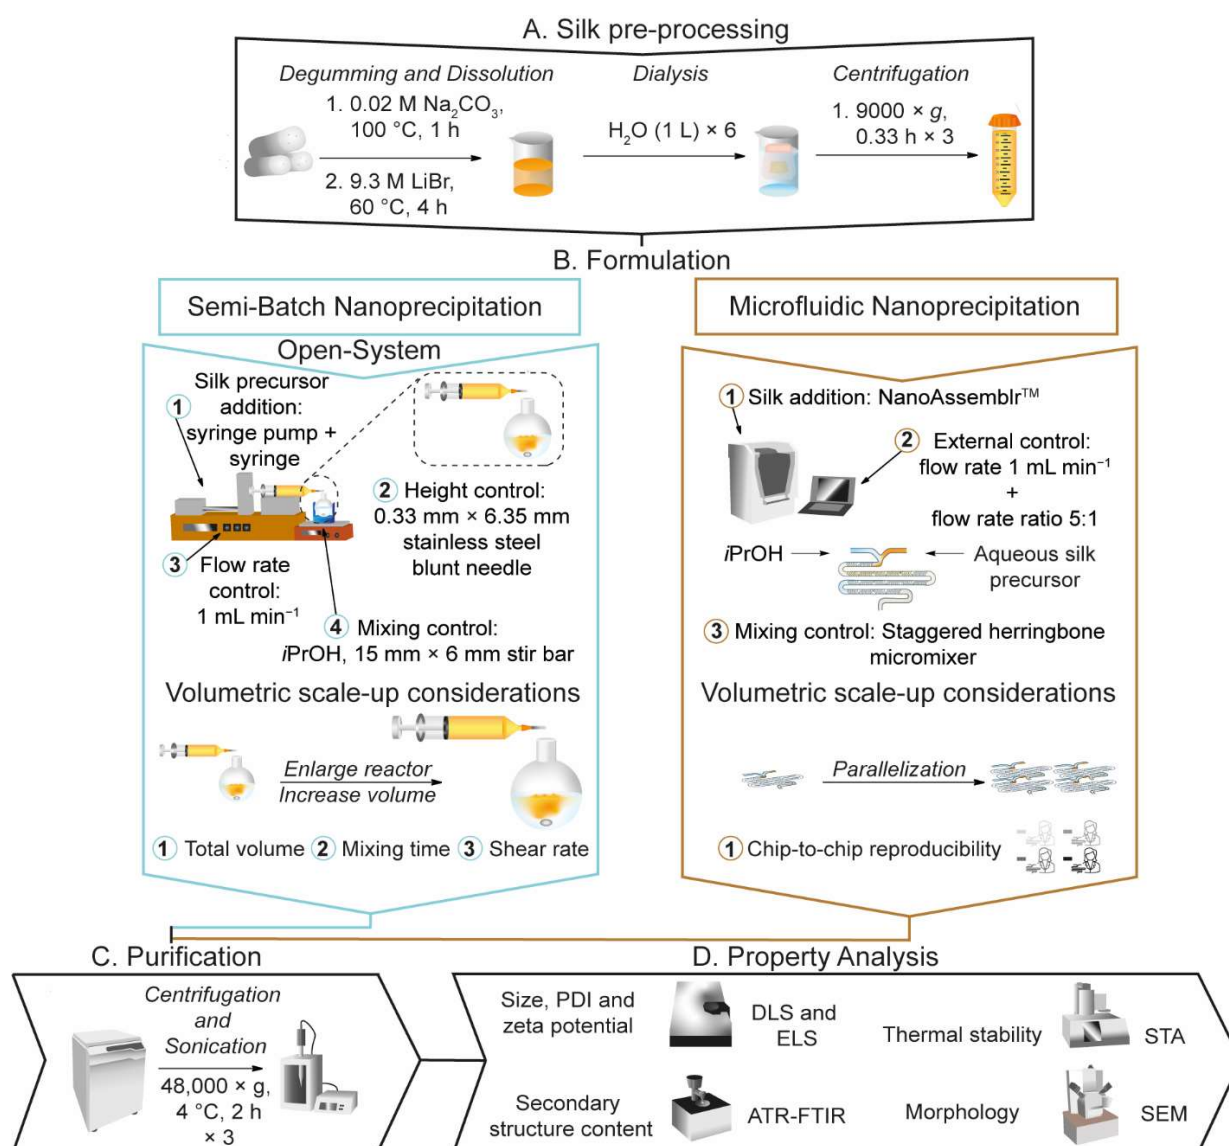 A. Silk pre-processing
Degumming and Dissolution
1. 0.02 M Na₂CO₃,
100 °C, 1 h
2. 9.3 M LiBr,
60 °C, 4 h
Dialysis
H₂O (1 L) × 6
Centrifugation
1. 9000 × g,
0.33 h × 3
B. Formulation
Semi-Batch Nanoprecipitation
Open-System
1 Silk precursor
addition:
syringe pump +
syringe
2 Height control:
0.33 mm × 6.35 mm
stainless steel
blunt needle
3 Flow rate
control:
1 mL min⁻¹
4 Mixing control:
iPrOH, 15 mm × 6 mm stir bar
Volumetric scale-up considerations
Enlarge reactor
Increase volume
1 Total volume 2 Mixing time 3 Shear rate
Microfluidic Nanoprecipitation
1 Silk addition: NanoAssemblr™
2 External control:
flow rate 1 mL min⁻¹
+
flow rate ratio 5:1
iPrOH
Aqueous silk
precursor
3 Mixing control: Staggered herringbone
micromixer
Volumetric scale-up considerations
Parallelization
1 Chip-to-chip reproducibility
C. Purification
Centrifugation
and
Sonication
48,000 × g,
4 °C, 2 h
× 3
D. Property Analysis
Size, PDI and
zeta potential
DLS and
ELS
Thermal stability
STA
Secondary
structure content
ATR-FTIR
Morphology
SEM